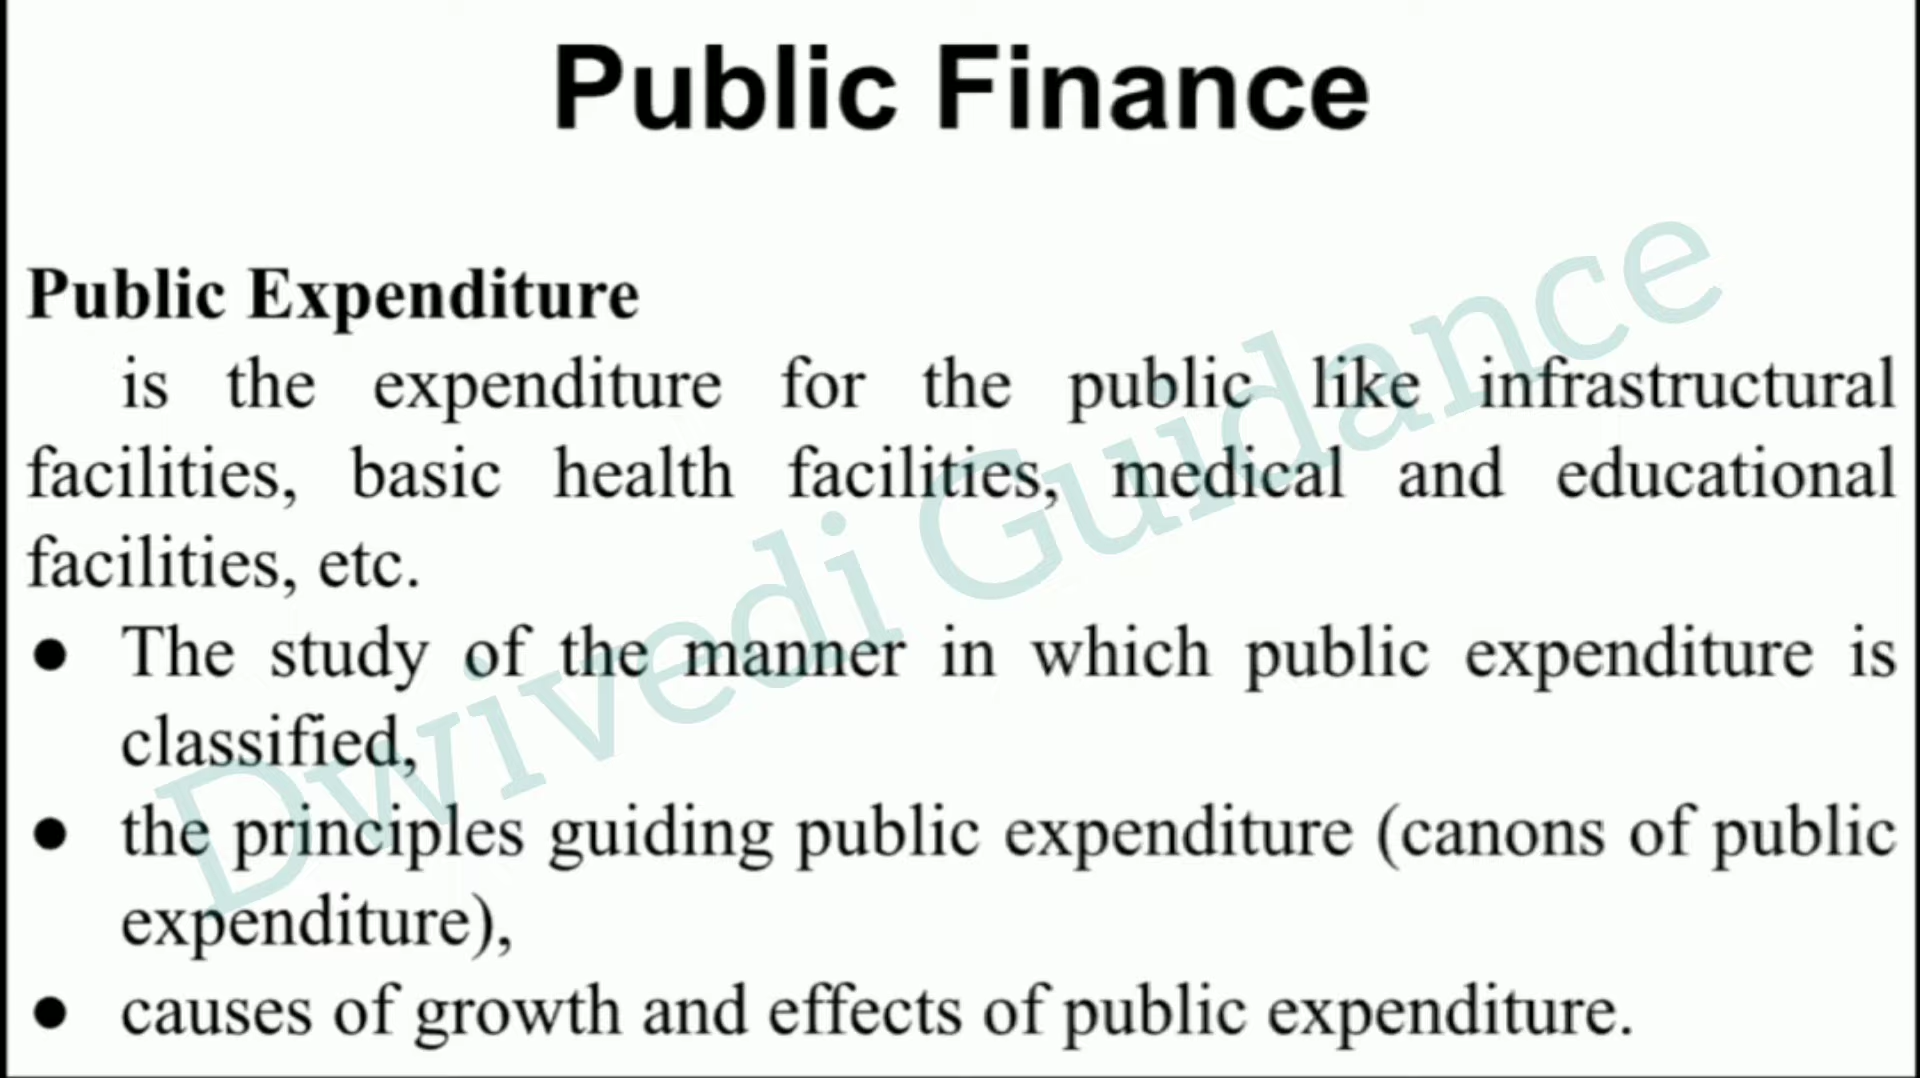 Public Finance
Public Expenditure
is the expenditure for the public like infrastructural
facilities, basic health facilities, medical and educational
facilities, etc.
● The study of the manner in which public expenditure is
classified,
● the principles guiding public expenditure (canons of public
expenditure),
● causes of growth and effects of public expenditure.
Dwivedi Guidance